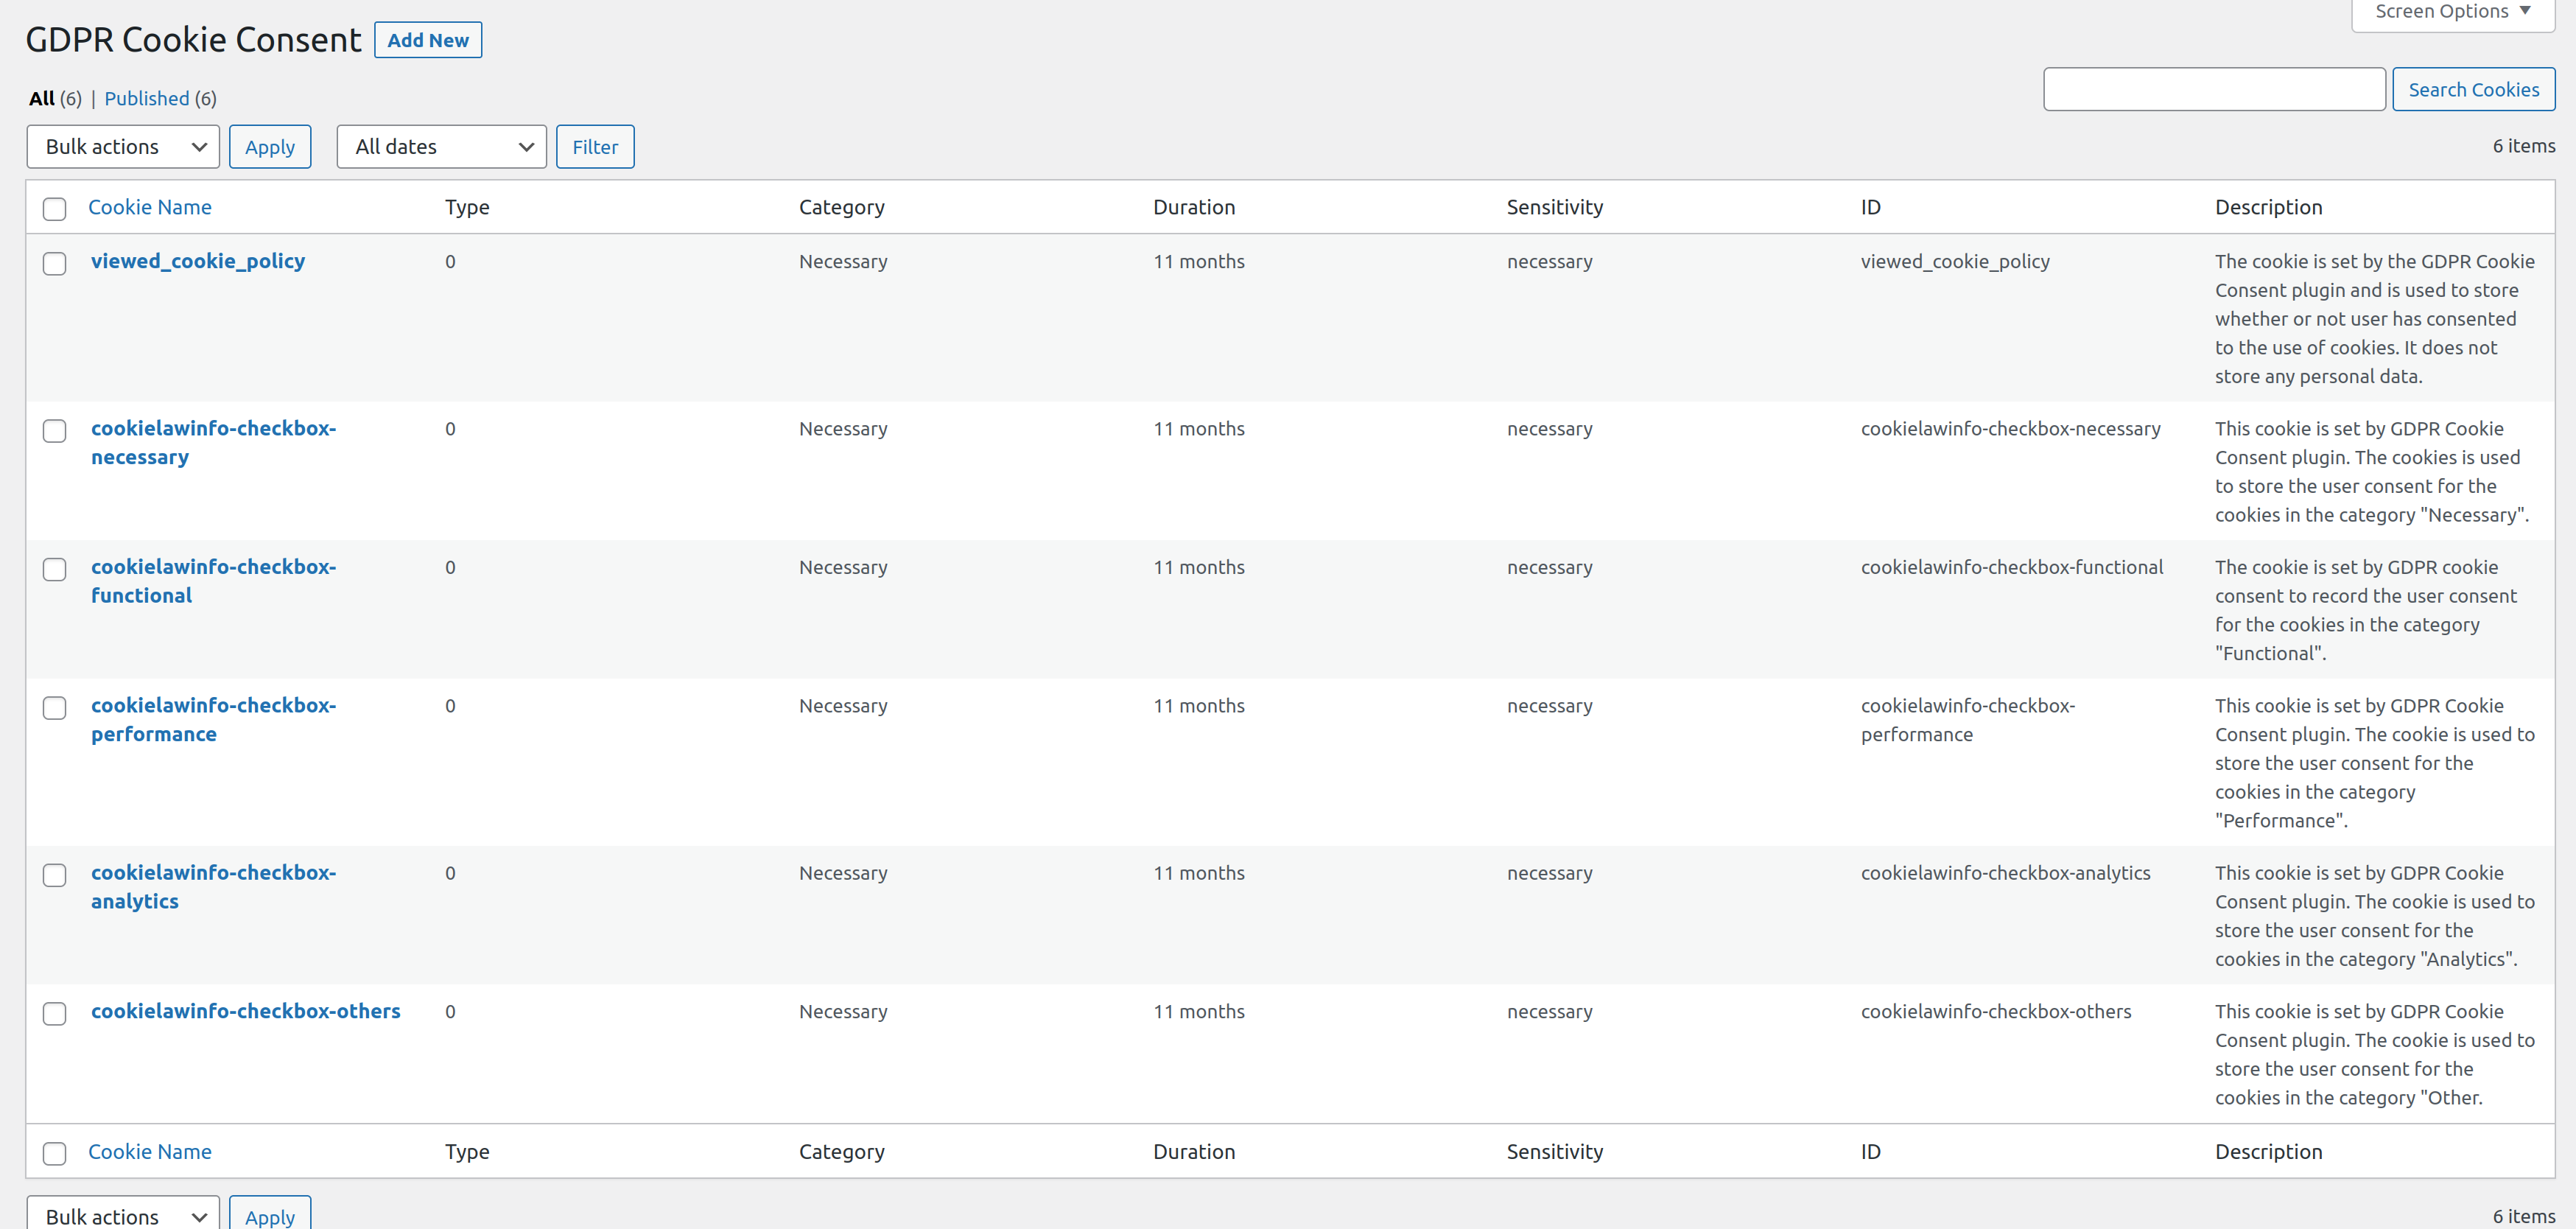 Screen Options
GDPR Cookie Consent Add New
Search Cookies
All (6) | Published (6)
Bulk actions Apply All dates Filter 6 items
Cookie Name Type Category Duration Sensitivity ID Description
viewed_cookie_policy 0 Necessary 11 months necessary viewed_cookie_policy The cookie is set by the GDPR Cookie
Consent plugin and is used to store
whether or not user has consented
to the use of cookies. It does not
store any personal data.
cookielawinfo-checkbox- 0 Necessary 11 months necessary cookielawinfo-checkbox-necessary This cookie is set by GDPR Cookie
necessary Consent plugin. The cookies is used
to store the user consent for the
cookies in the category "Necessary".
cookielawinfo-checkbox- 0 Necessary 11 months necessary cookielawinfo-checkbox-functional The cookie is set by GDPR cookie
functional consent to record the user consent
for the cookies in the category
"Functional".
cookielawinfo-checkbox- 0 Necessary 11 months necessary cookielawinfo-checkbox- This cookie is set by GDPR Cookie
performance performance Consent plugin. The cookie is used to
store the user consent for the
cookies in the category
"Performance".
cookielawinfo-checkbox- 0 Necessary 11 months necessary cookielawinfo-checkbox-analytics This cookie is set by GDPR Cookie
analytics Consent plugin. The cookie is used to
store the user consent for the
cookies in the category "Analytics".
cookielawinfo-checkbox-others 0 Necessary 11 months necessary cookielawinfo-checkbox-others This cookie is set by GDPR Cookie
Consent plugin. The cookie is used to
store the user consent for the
cookies in the category "Other.
Cookie Name Type Category Duration Sensitivity ID Description
Bulk actions Apply 6 items